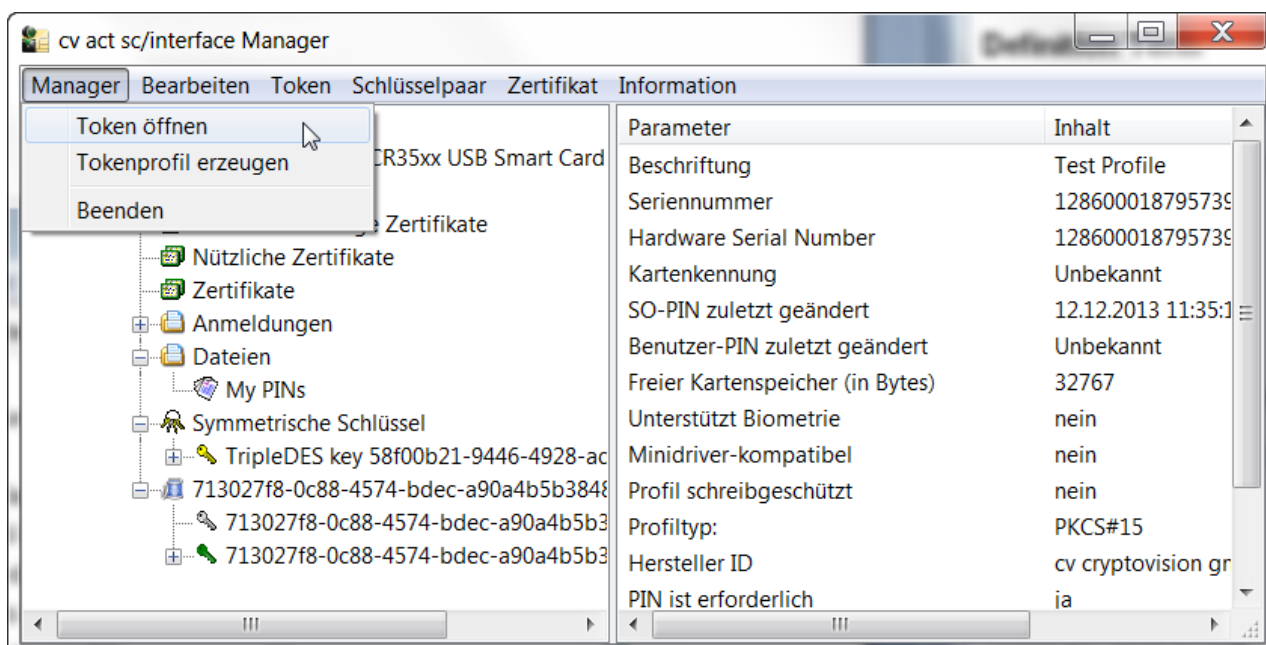 cv act sc/interface Manager
Manager Bearbeiten Token Schlüsselpaar Zertifikat Information
Token öffnen
Tokenprofil erzeugen
Beenden
CR35xx USB Smart Card
Zertifikate
Nützliche Zertifikate
Zertifikate
Anmeldungen
Dateien
My PINs
Symmetrische Schlüssel
TripleDES key 58f00b21-9446-4928-ac
713027f8-0c88-4574-bdec-a90a4b5b3848
713027f8-0c88-4574-bdec-a90a4b5b3
713027f8-0c88-4574-bdec-a90a4b5b3
Parameter Inhalt
Beschriftung Test Profile
Seriennummer 128600018795739
Hardware Serial Number 128600018795739
Kartenkennung Unbekannt
SO-PIN zuletzt geändert 12.12.2013 11:35:1
Benutzer-PIN zuletzt geändert Unbekannt
Freier Kartenspeicher (in Bytes) 32767
Unterstützt Biometrie nein
Minidriver-kompatibel nein
Profil schreibgeschützt nein
Profiltyp: PKCS#15
Hersteller ID cv cryptovision gr
PIN ist erforderlich ja